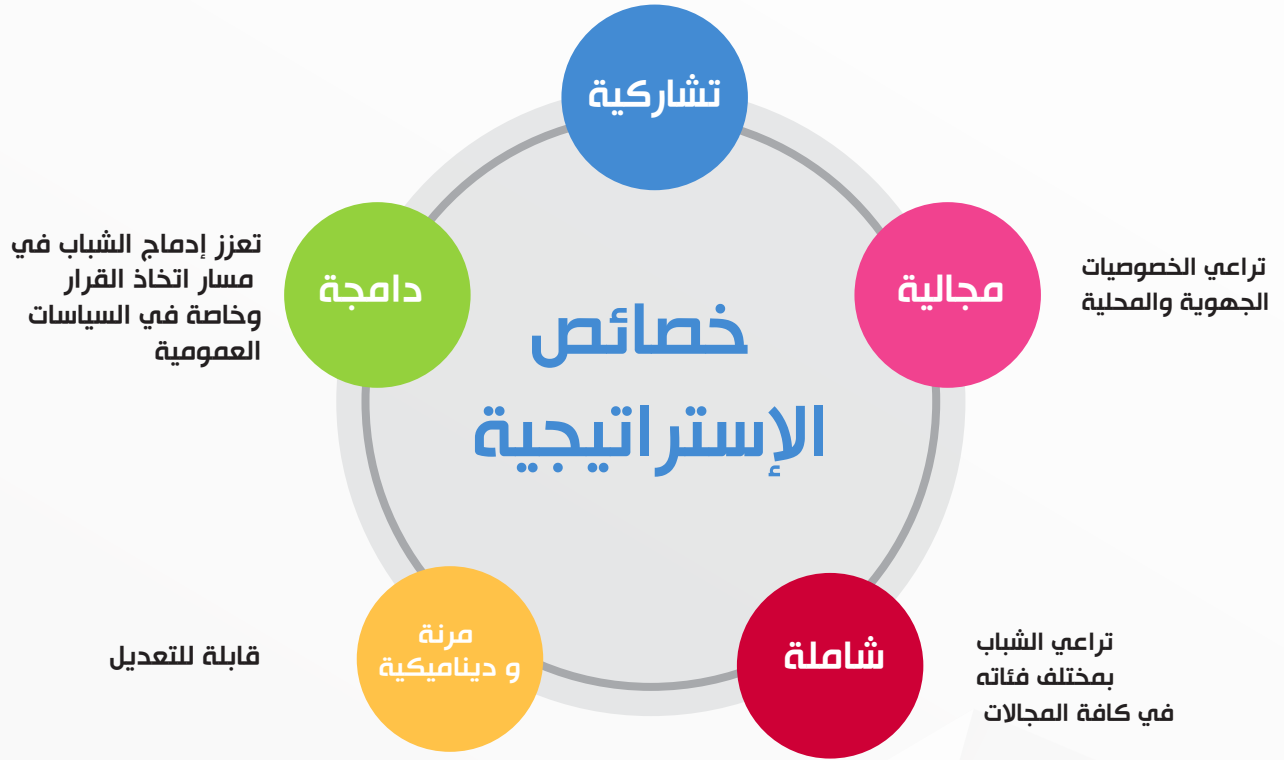 تشاركية
مجالية
تراعي الخصوصيات
الجهوية والمحلية
دامجة
تعزز إدماج الشباب في
مسار اتخاذ القرار
وخاصة في السياسات
العمومية
خصائص
الإستراتيجية
شاملة
تراعي الشباب
بمختلف فئاته
في كافة المجالات
مرنة
و ديناميكية
قابلة للتعديل